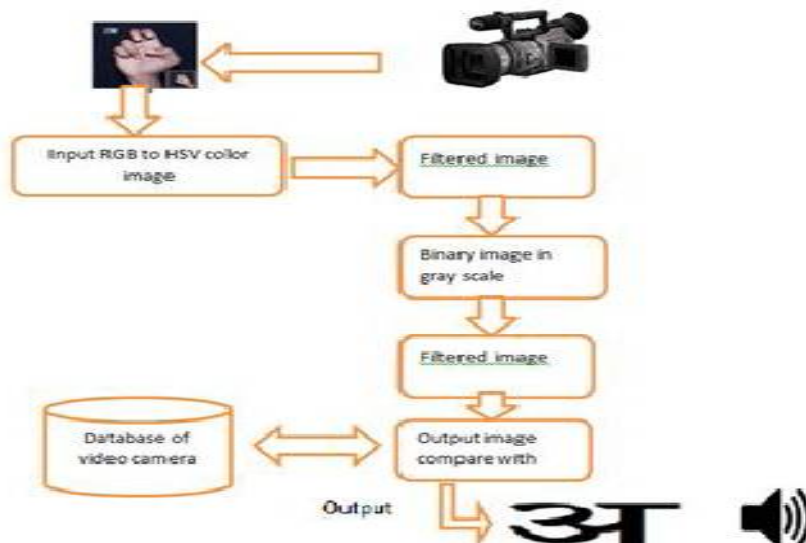 Input RGB to HSV collor
image
Filtered image
Binary image in
gray scale
Filtered image
Database of
video camera
Output image
compare with
Output
अ